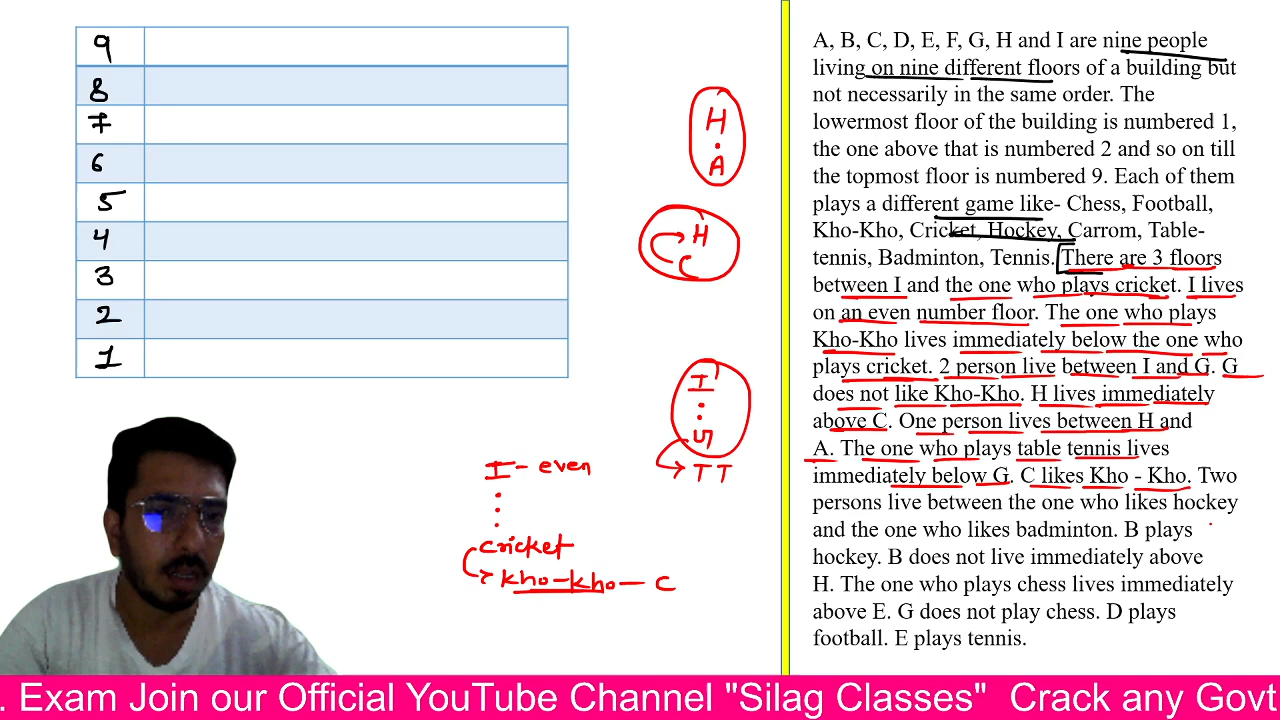 9
8
7
6
5
4
3
2
1
H
.
A
H
C
I
:
G
TT
I - even
cricket
kho-kho - C
A, B, C, D, E, F, G, H and I are nine people
living on nine different floors of a building but
not necessarily in the same order. The
lowermost floor of the building is numbered 1,
the one above that is numbered 2 and so on till
the topmost floor is numbered 9. Each of them
plays a different game like- Chess, Football,
Kho-Kho, Cricket, Hockey, Carrom, Table-
tennis, Badminton, Tennis. There are 3 floors
between I and the one who plays cricket. I lives
on an even number floor. The one who plays
Kho-Kho lives immediately below the one who
plays cricket. 2 person live between I and G. G
does not like Kho-Kho. H lives immediately
above C. One person lives between H and
A. The one who plays table tennis lives
immediately below G. C likes Kho - Kho. Two
persons live between the one who likes hockey
and the one who likes badminton. B plays
hockey. B does not live immediately above
H. The one who plays chess lives immediately
above E. G does not play chess. D plays
football. E plays tennis.
. Exam Join our Official YouTube Channel "Silag Classes" Crack any Govt